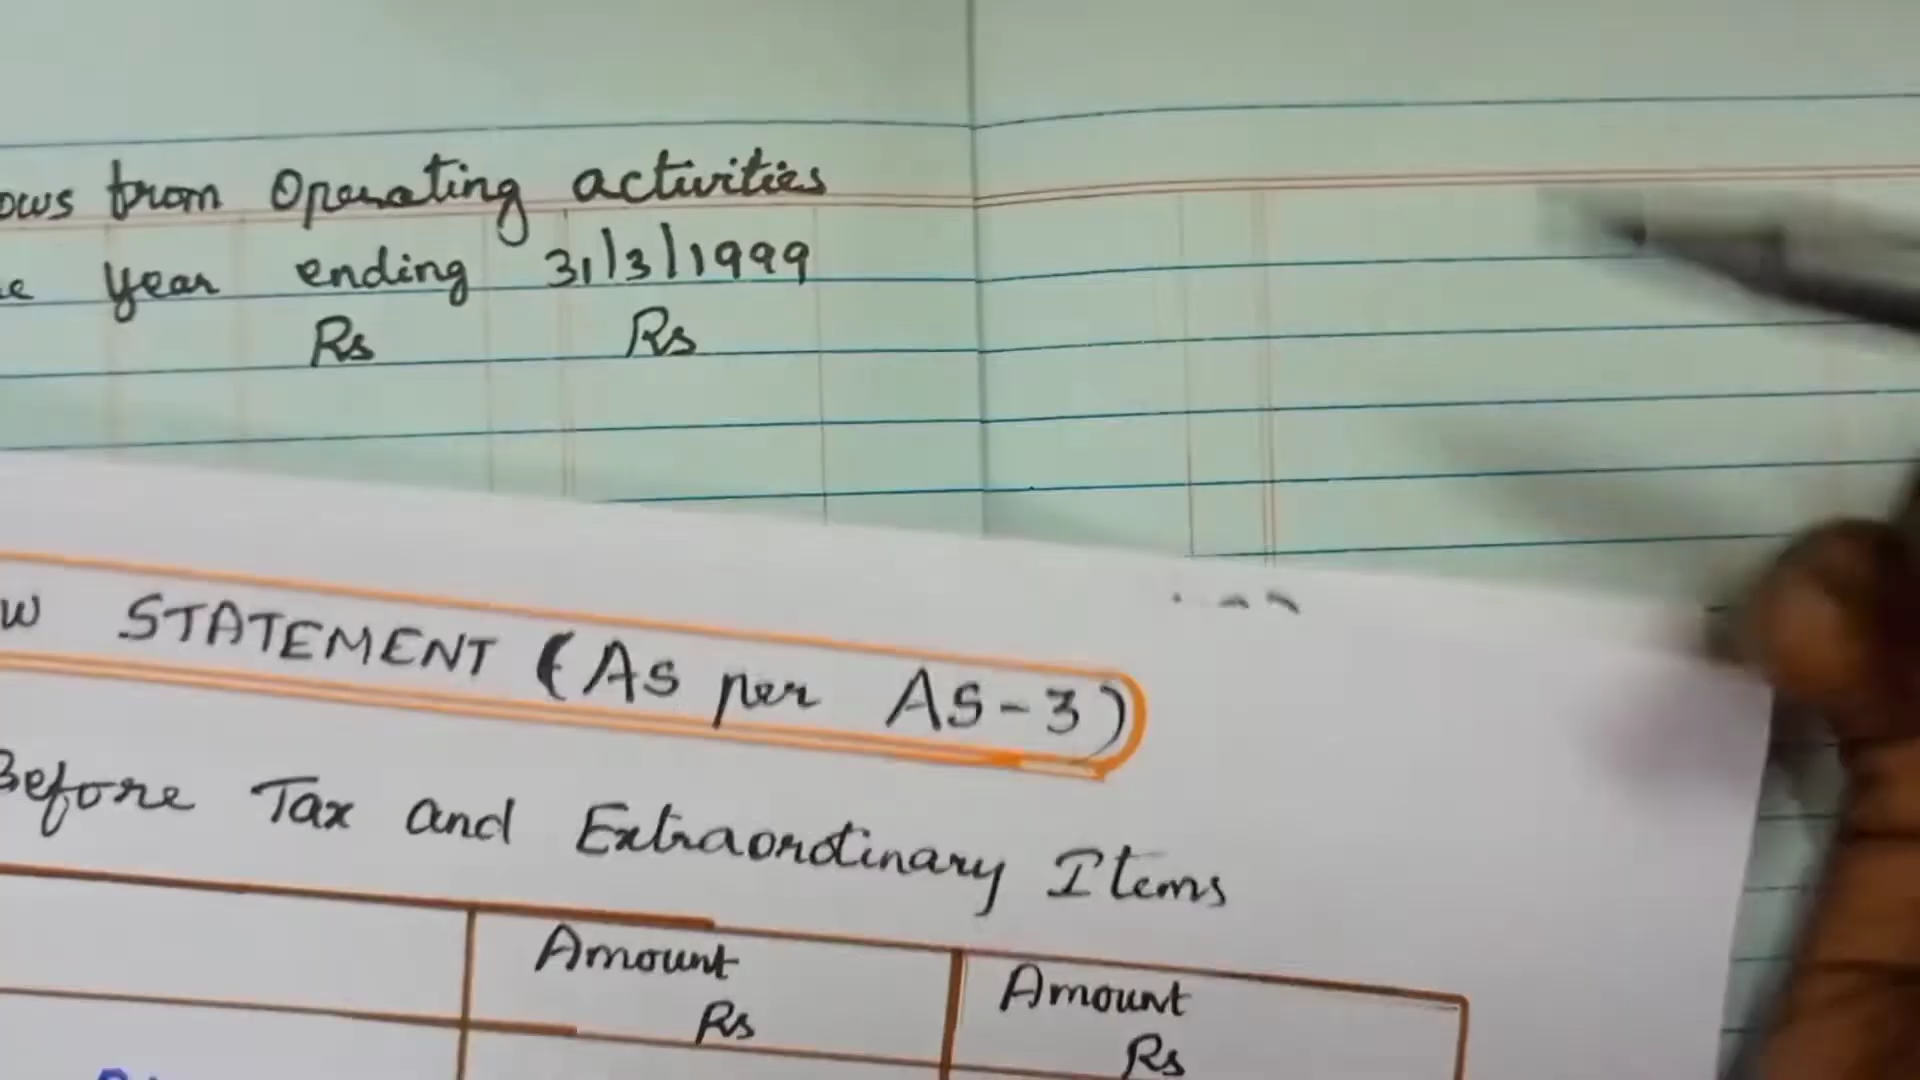 ows from Operating activities
e year ending 31/3/1999
Rs Rs
W STATEMENT (As per AS-3)
Before Tax and Extraordinary Items
Amount Amount
Rs Rs